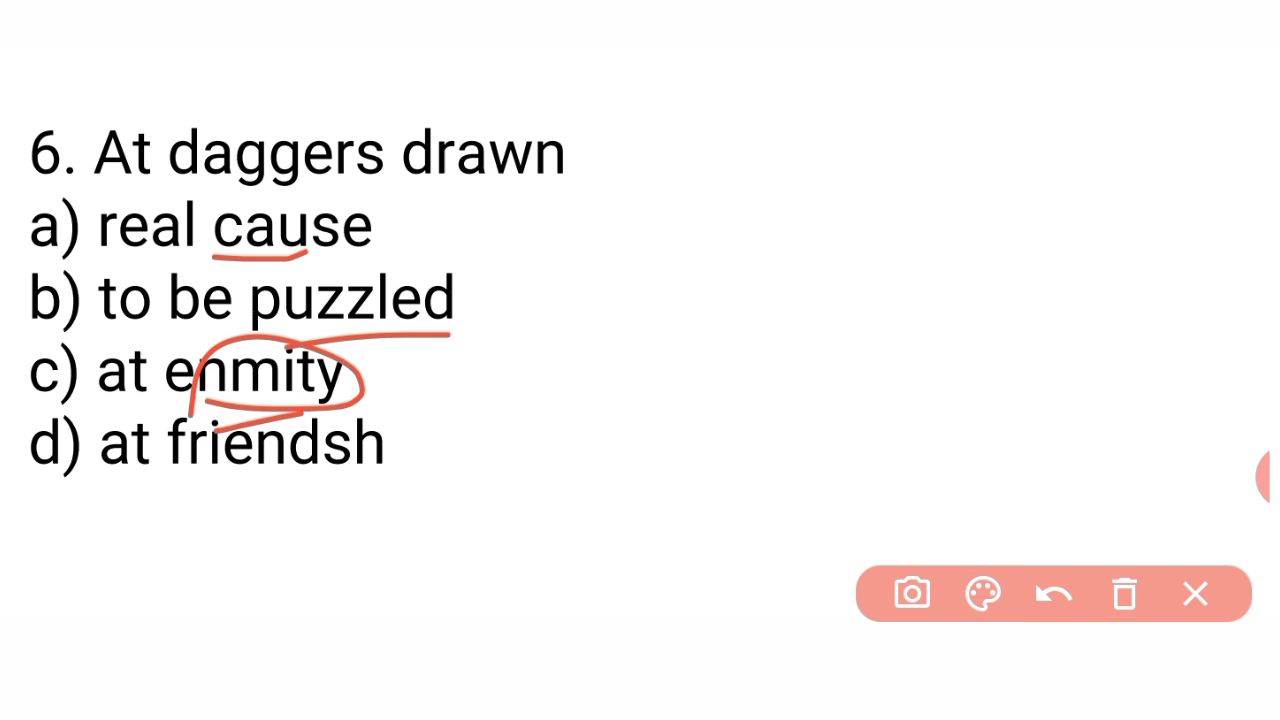 6. At daggers drawn
a) real cause
b) to be puzzled
c) at enmity
d) at friendsh